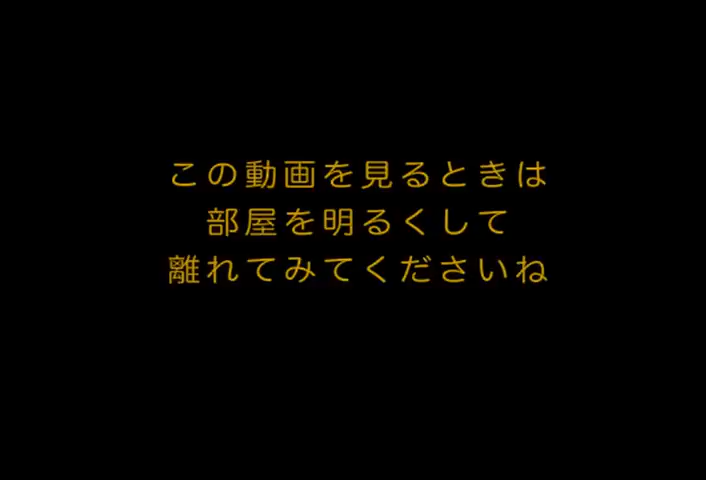 この動画を見るときは
部屋を明るくして
離れてみてくださいね